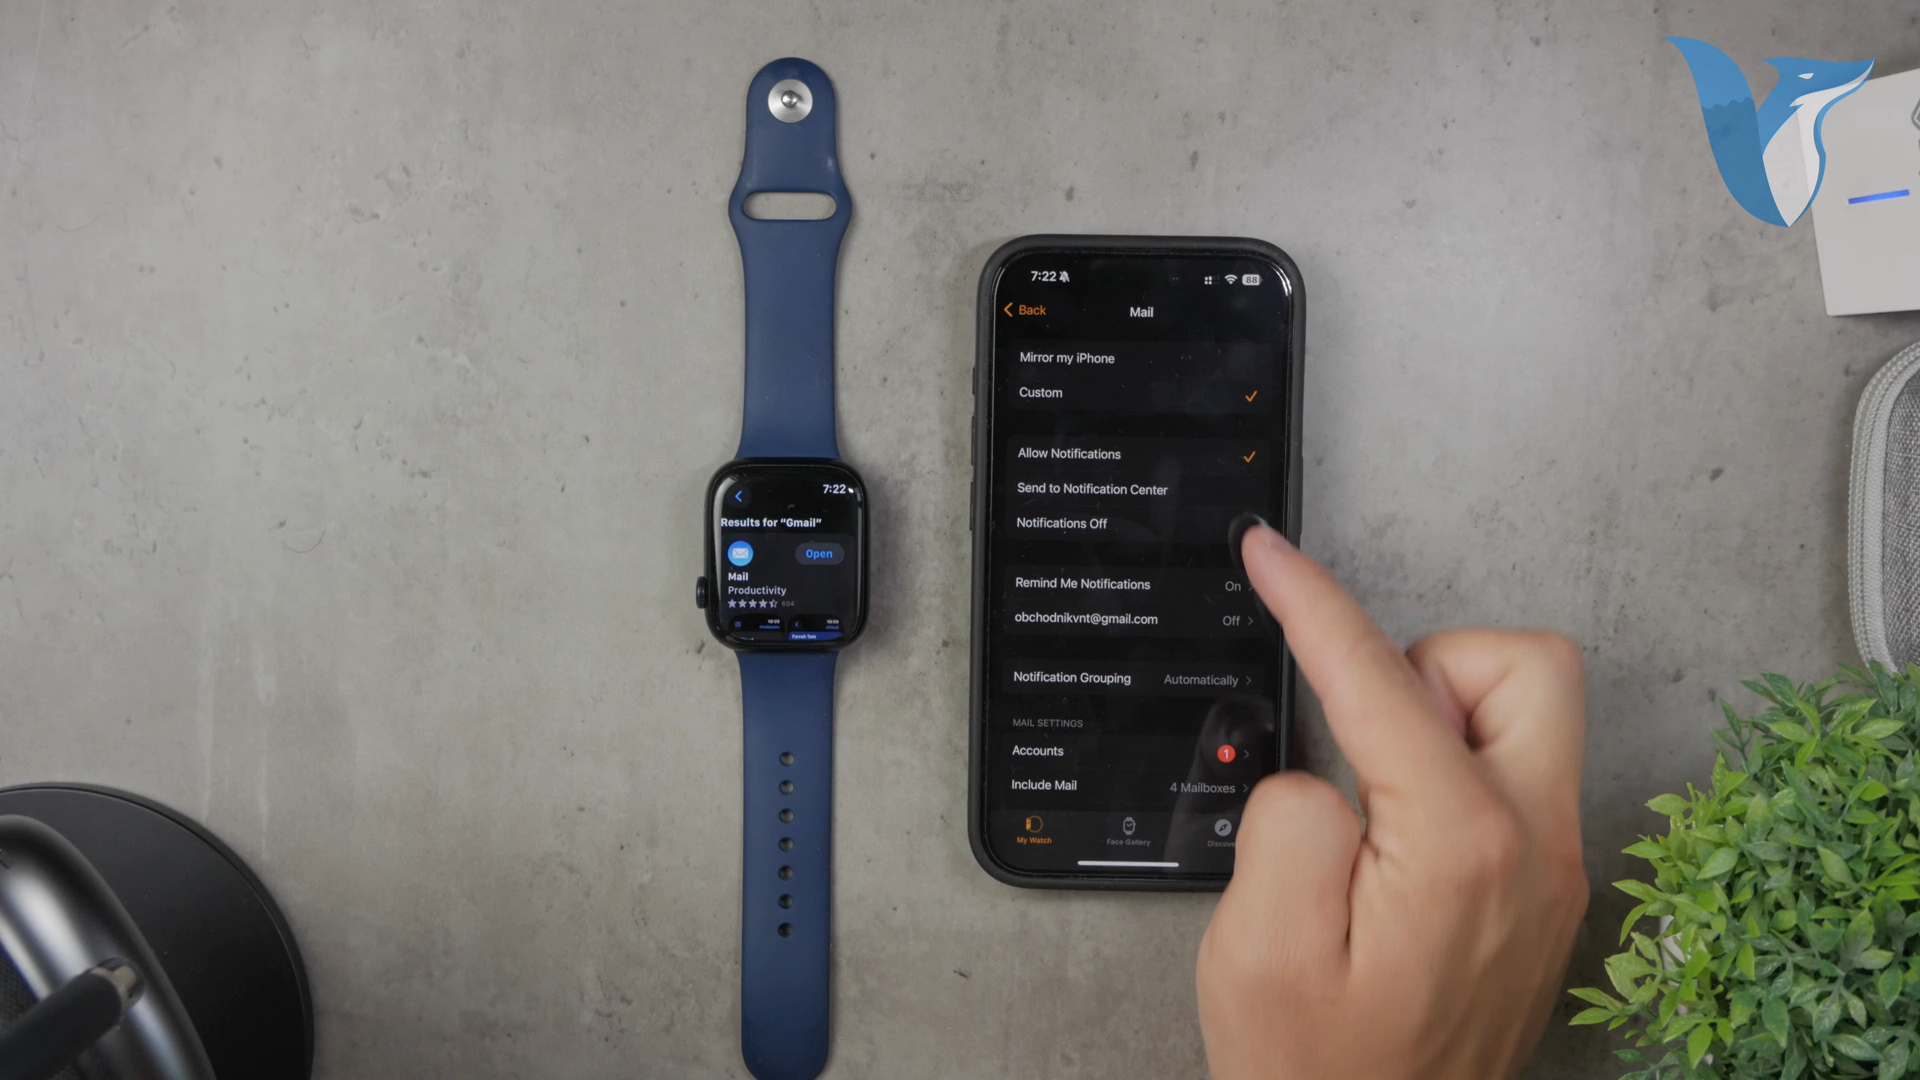 7:22
Results for “Gmail”
Open
Mail
Productivity
604
7:22
88
Back
Mail
Mirror my iPhone
Custom
Allow Notifications
Send to Notification Center
Notifications Off
Remind Me Notifications
On
obchodnikvnt@gmail.com
Off
Notification Grouping
Automatically
MAIL SETTINGS
Accounts
1
Include Mail
4 Mailboxes
My Watch
Face Gallery